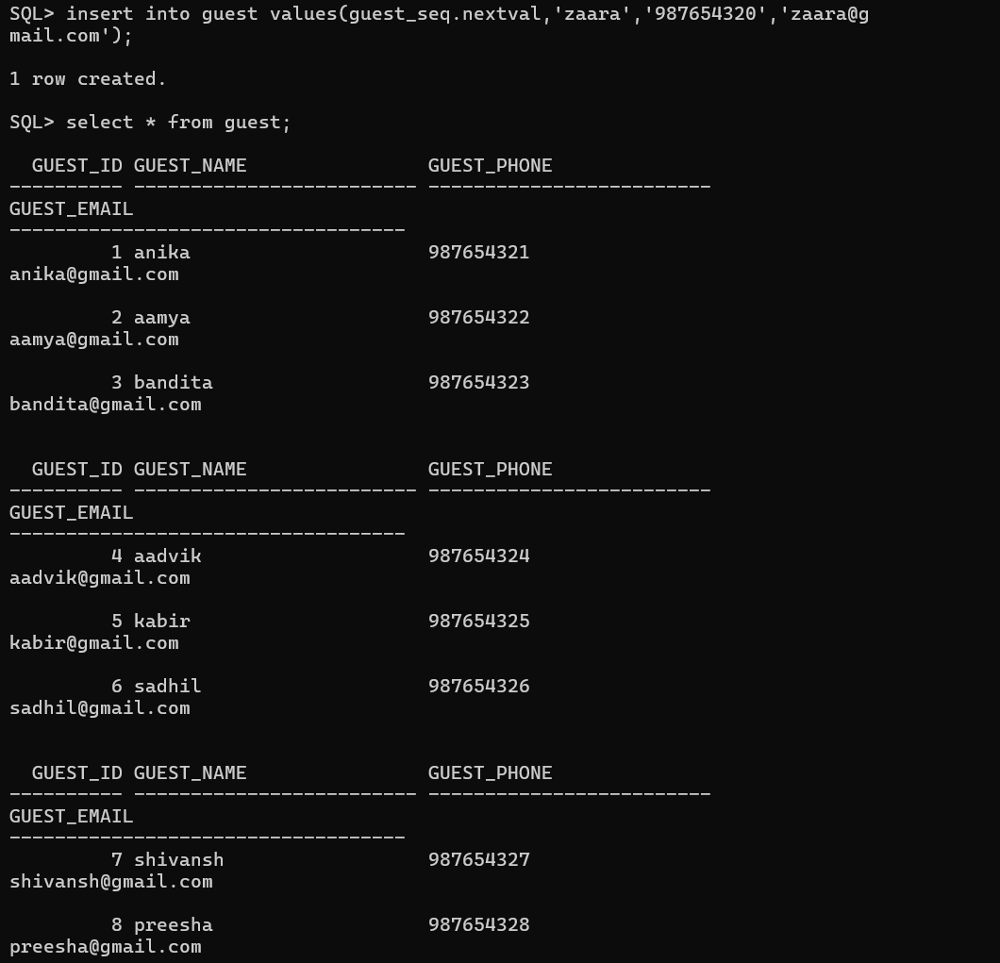 SQL> insert into guest values(guest_seq.nextval,'zaara','987654320','zaara@g
mail.com');
1 row created.
SQL> select * from guest;
  GUEST_ID GUEST_NAME                GUEST_PHONE
---------- ------------------------- -------------------------
GUEST_EMAIL
-----------------------------------
         1 anika                     987654321
anika@gmail.com
         2 aamya                     987654322
aamya@gmail.com
         3 bandita                   987654323
bandita@gmail.com
  GUEST_ID GUEST_NAME                GUEST_PHONE
---------- ------------------------- -------------------------
GUEST_EMAIL
-----------------------------------
         4 aadvik                    987654324
aadvik@gmail.com
         5 kabir                     987654325
kabir@gmail.com
         6 sadhil                    987654326
sadhil@gmail.com
  GUEST_ID GUEST_NAME                GUEST_PHONE
---------- ------------------------- -------------------------
GUEST_EMAIL
-----------------------------------
         7 shivansh                  987654327
shivansh@gmail.com
         8 preesha                   987654328
preesha@gmail.com